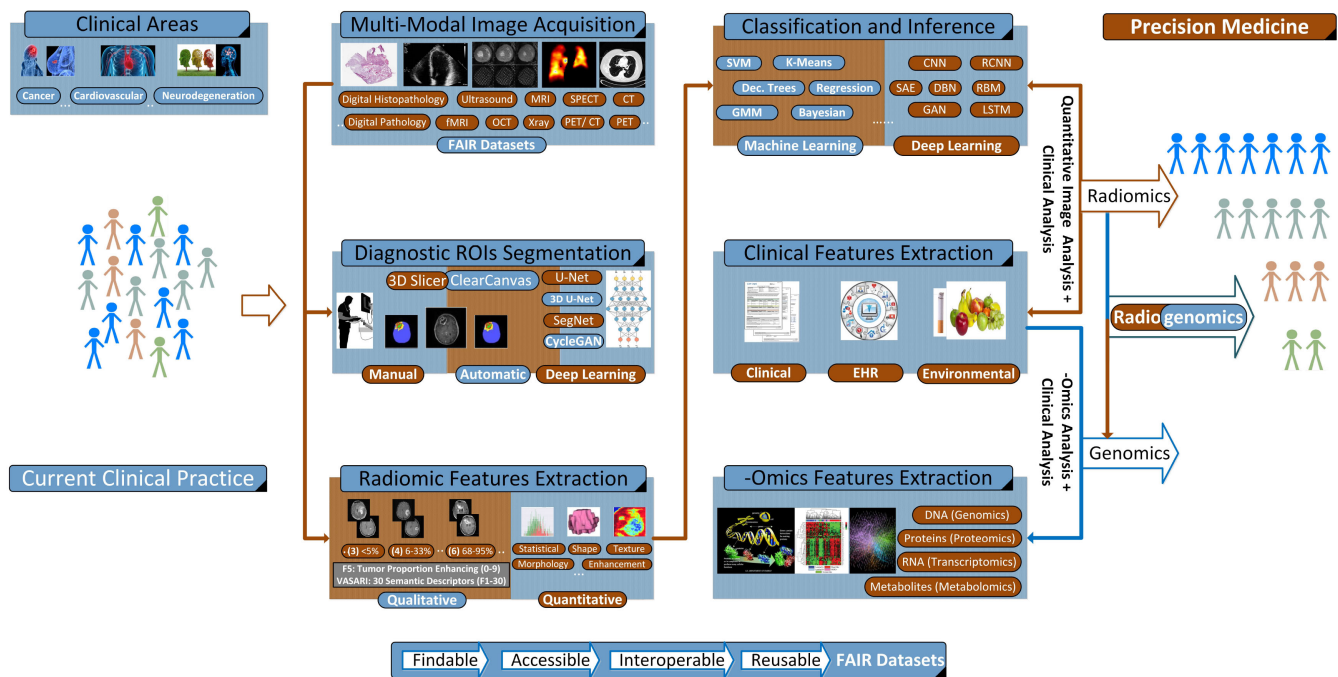 Clinical Areas
Cancer
...
Cardiovascular
...
Neurodegeneration
Current Clinical Practice
Multi-Modal Image Acquisition
Digital Histopathology
Ultrasound
MRI
SPECT
CT
..
Digital Pathology
fMRI
OCT
Xray
PET/ CT
PET
..
FAIR Datasets
Diagnostic ROIs Segmentation
3D Slicer
ClearCanvas
U-Net
3D U-Net
SegNet
CycleGAN
Manual
Automatic
Deep Learning
Radiomic Features Extraction
(3) <5%
(4) 6-33%
..
(6) 68-95%
..
F5: Tumor Proportion Enhancing (0-9)
VASARI: 30 Semantic Descriptors (F1-30)
Qualitative
Statistical
Shape
Texture
Morphology
...
Enhancement
Quantitative
Classification and Inference
SVM
K-Means
Dec. Trees
Regression
GMM
Bayesian
......
Machine Learning
CNN
RCNN
SAE
DBN
RBM
GAN
LSTM
Deep Learning
Clinical Features Extraction
Clinical
EHR
Environmental
-Omics Features Extraction
DNA (Genomics)
Proteins (Proteomics)
RNA (Transcriptomics)
Metabolites (Metabolomics)
Quantitative Image Analysis +
Clinical Analysis
-Omics Analysis +
Clinical Analysis
Precision Medicine
Radiomics
Radiogenomics
Genomics
Findable
Accessible
Interoperable
Reusable
FAIR Datasets